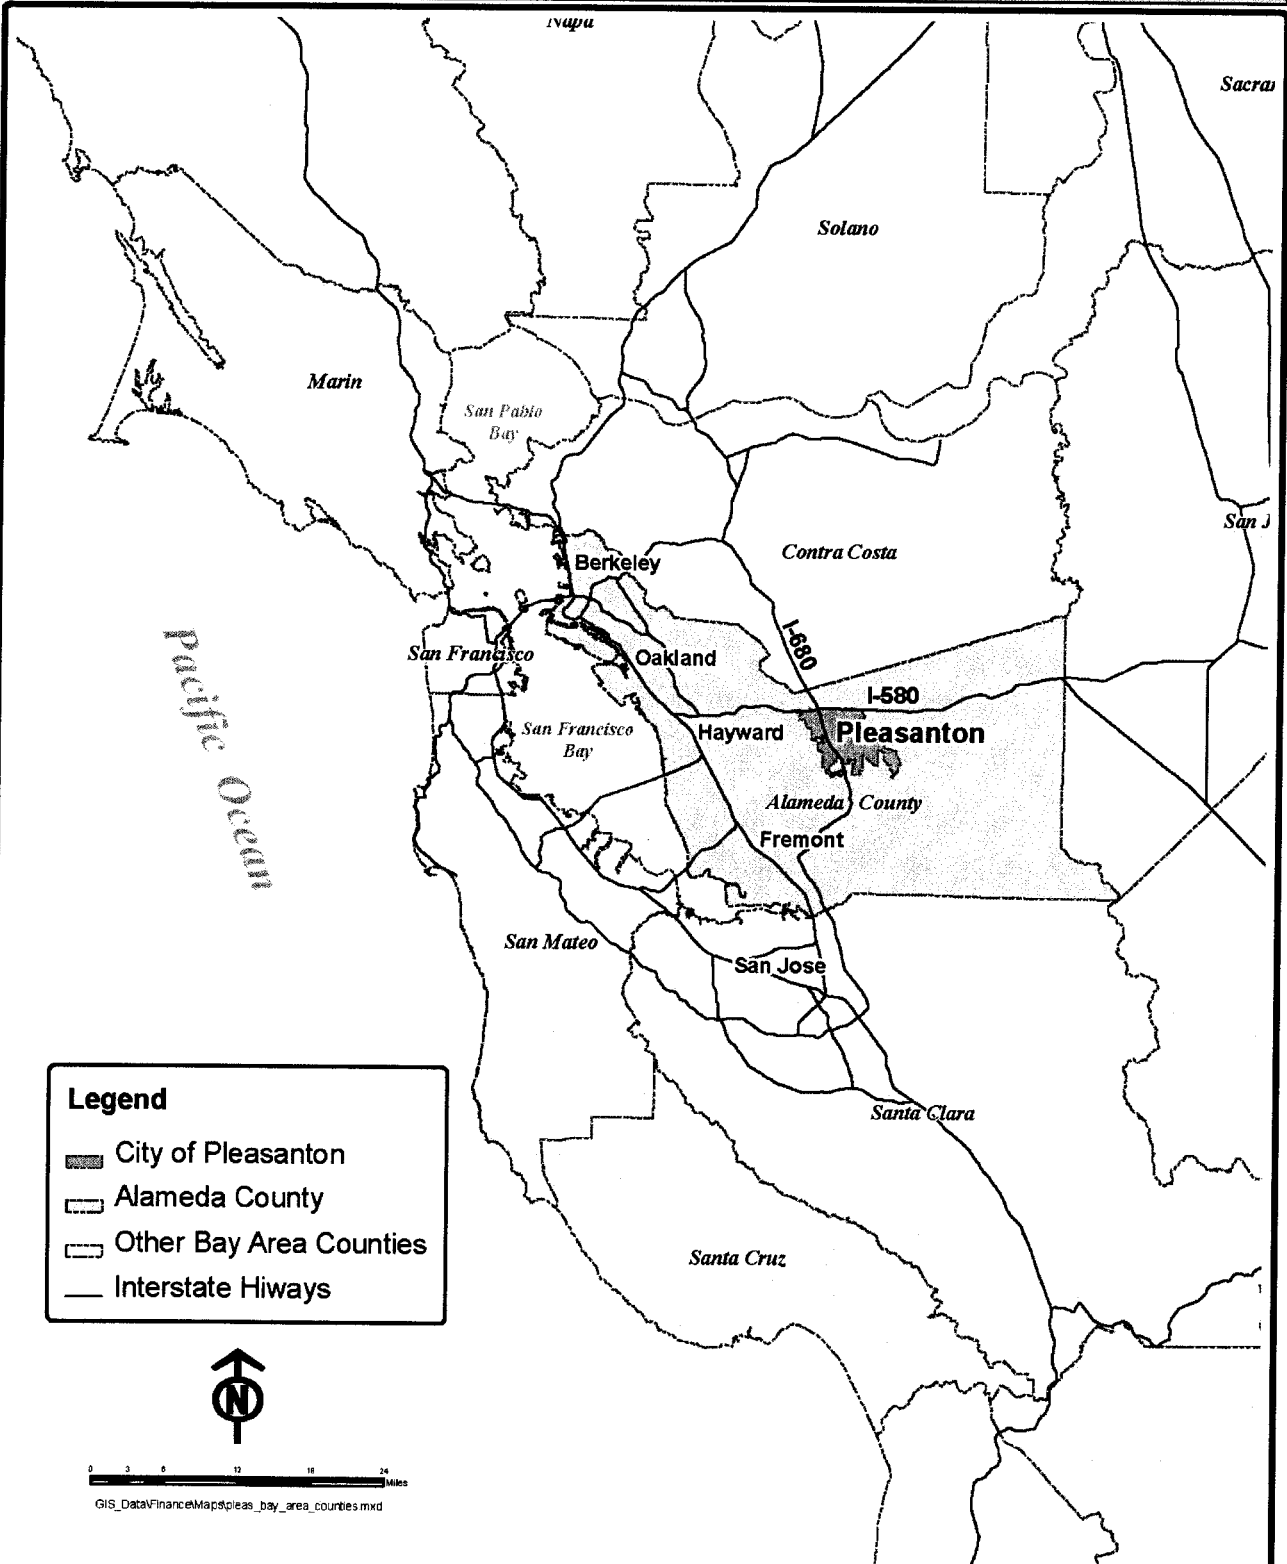 Napa
Sacra
Solano
Marin
San Pablo
Bay
San J
Contra Costa
Berkeley
I-680
Pacific Ocean
San Francisco
Oakland
I-580
San Francisco
Bay
Hayward
Pleasanton
Alameda County
Fremont
San Mateo
San Jose
Legend
City of Pleasanton
Alameda County
Other Bay Area Counties
Interstate Hiways
Santa Clara
Santa Cruz
N
0 3 6 12 18 24
Miles
GIS_Data\Finance\Maps\pleas_bay_area_counties.mxd